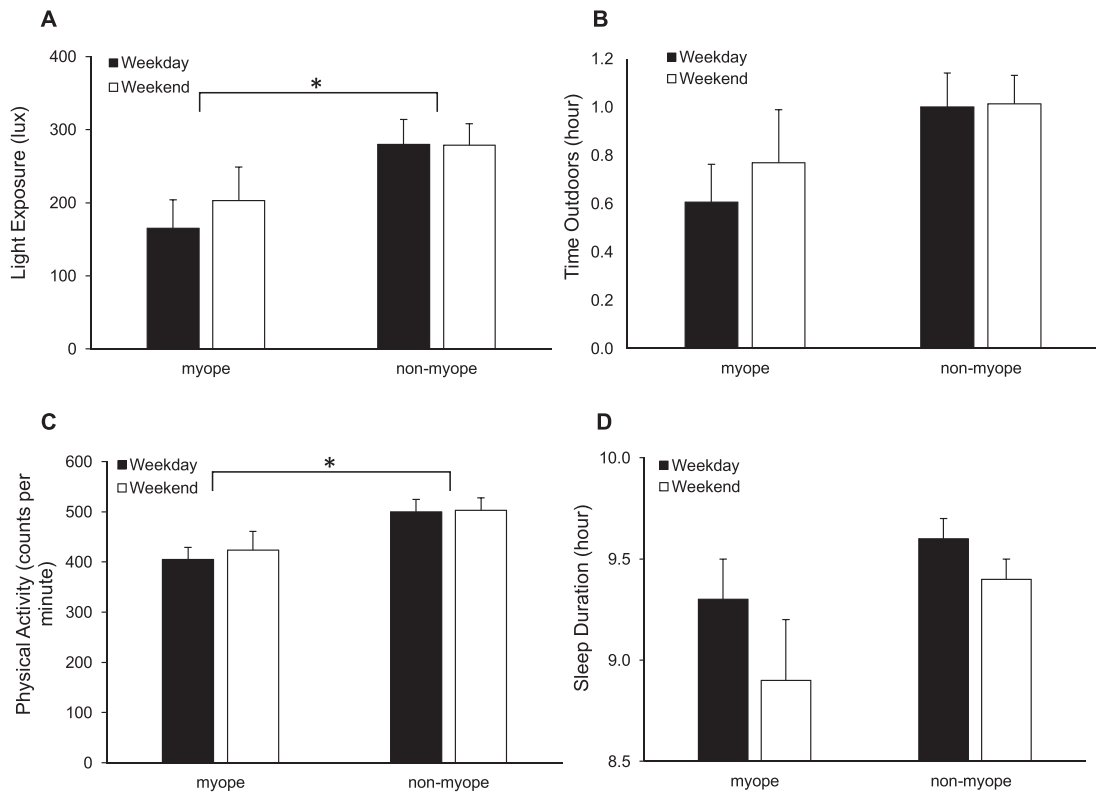 A
Weekday
Weekend
Light Exposure (lux)
400
300
200
100
0
*
myope
non-myope
B
Weekday
Weekend
Time Outdoors (hour)
1.2
1.0
0.8
0.6
0.4
0.2
0.0
myope
non-myope
C
Weekday
Weekend
Physical Activity (counts per
minute)
600
500
400
300
200
100
0
*
myope
non-myope
D
Weekday
Weekend
Sleep Duration (hour)
10.0
9.5
9.0
8.5
myope
non-myope